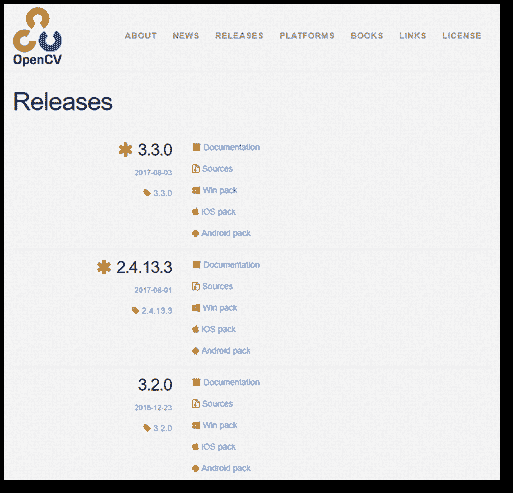 OpenCV
ABOUT NEWS RELEASES PLATFORMS BOOKS LINKS LICENSE
Releases
3.3.0
2017-08-03
3.3.0
Documentation
Sources
Win pack
iOS pack
Android pack
2.4.13.3
2017-08-01
2.4.13.3
Documentation
Sources
Win pack
iOS pack
Android pack
3.2.0
2016-12-23
3.2.0
Documentation
Sources
Win pack
iOS pack
Android pack